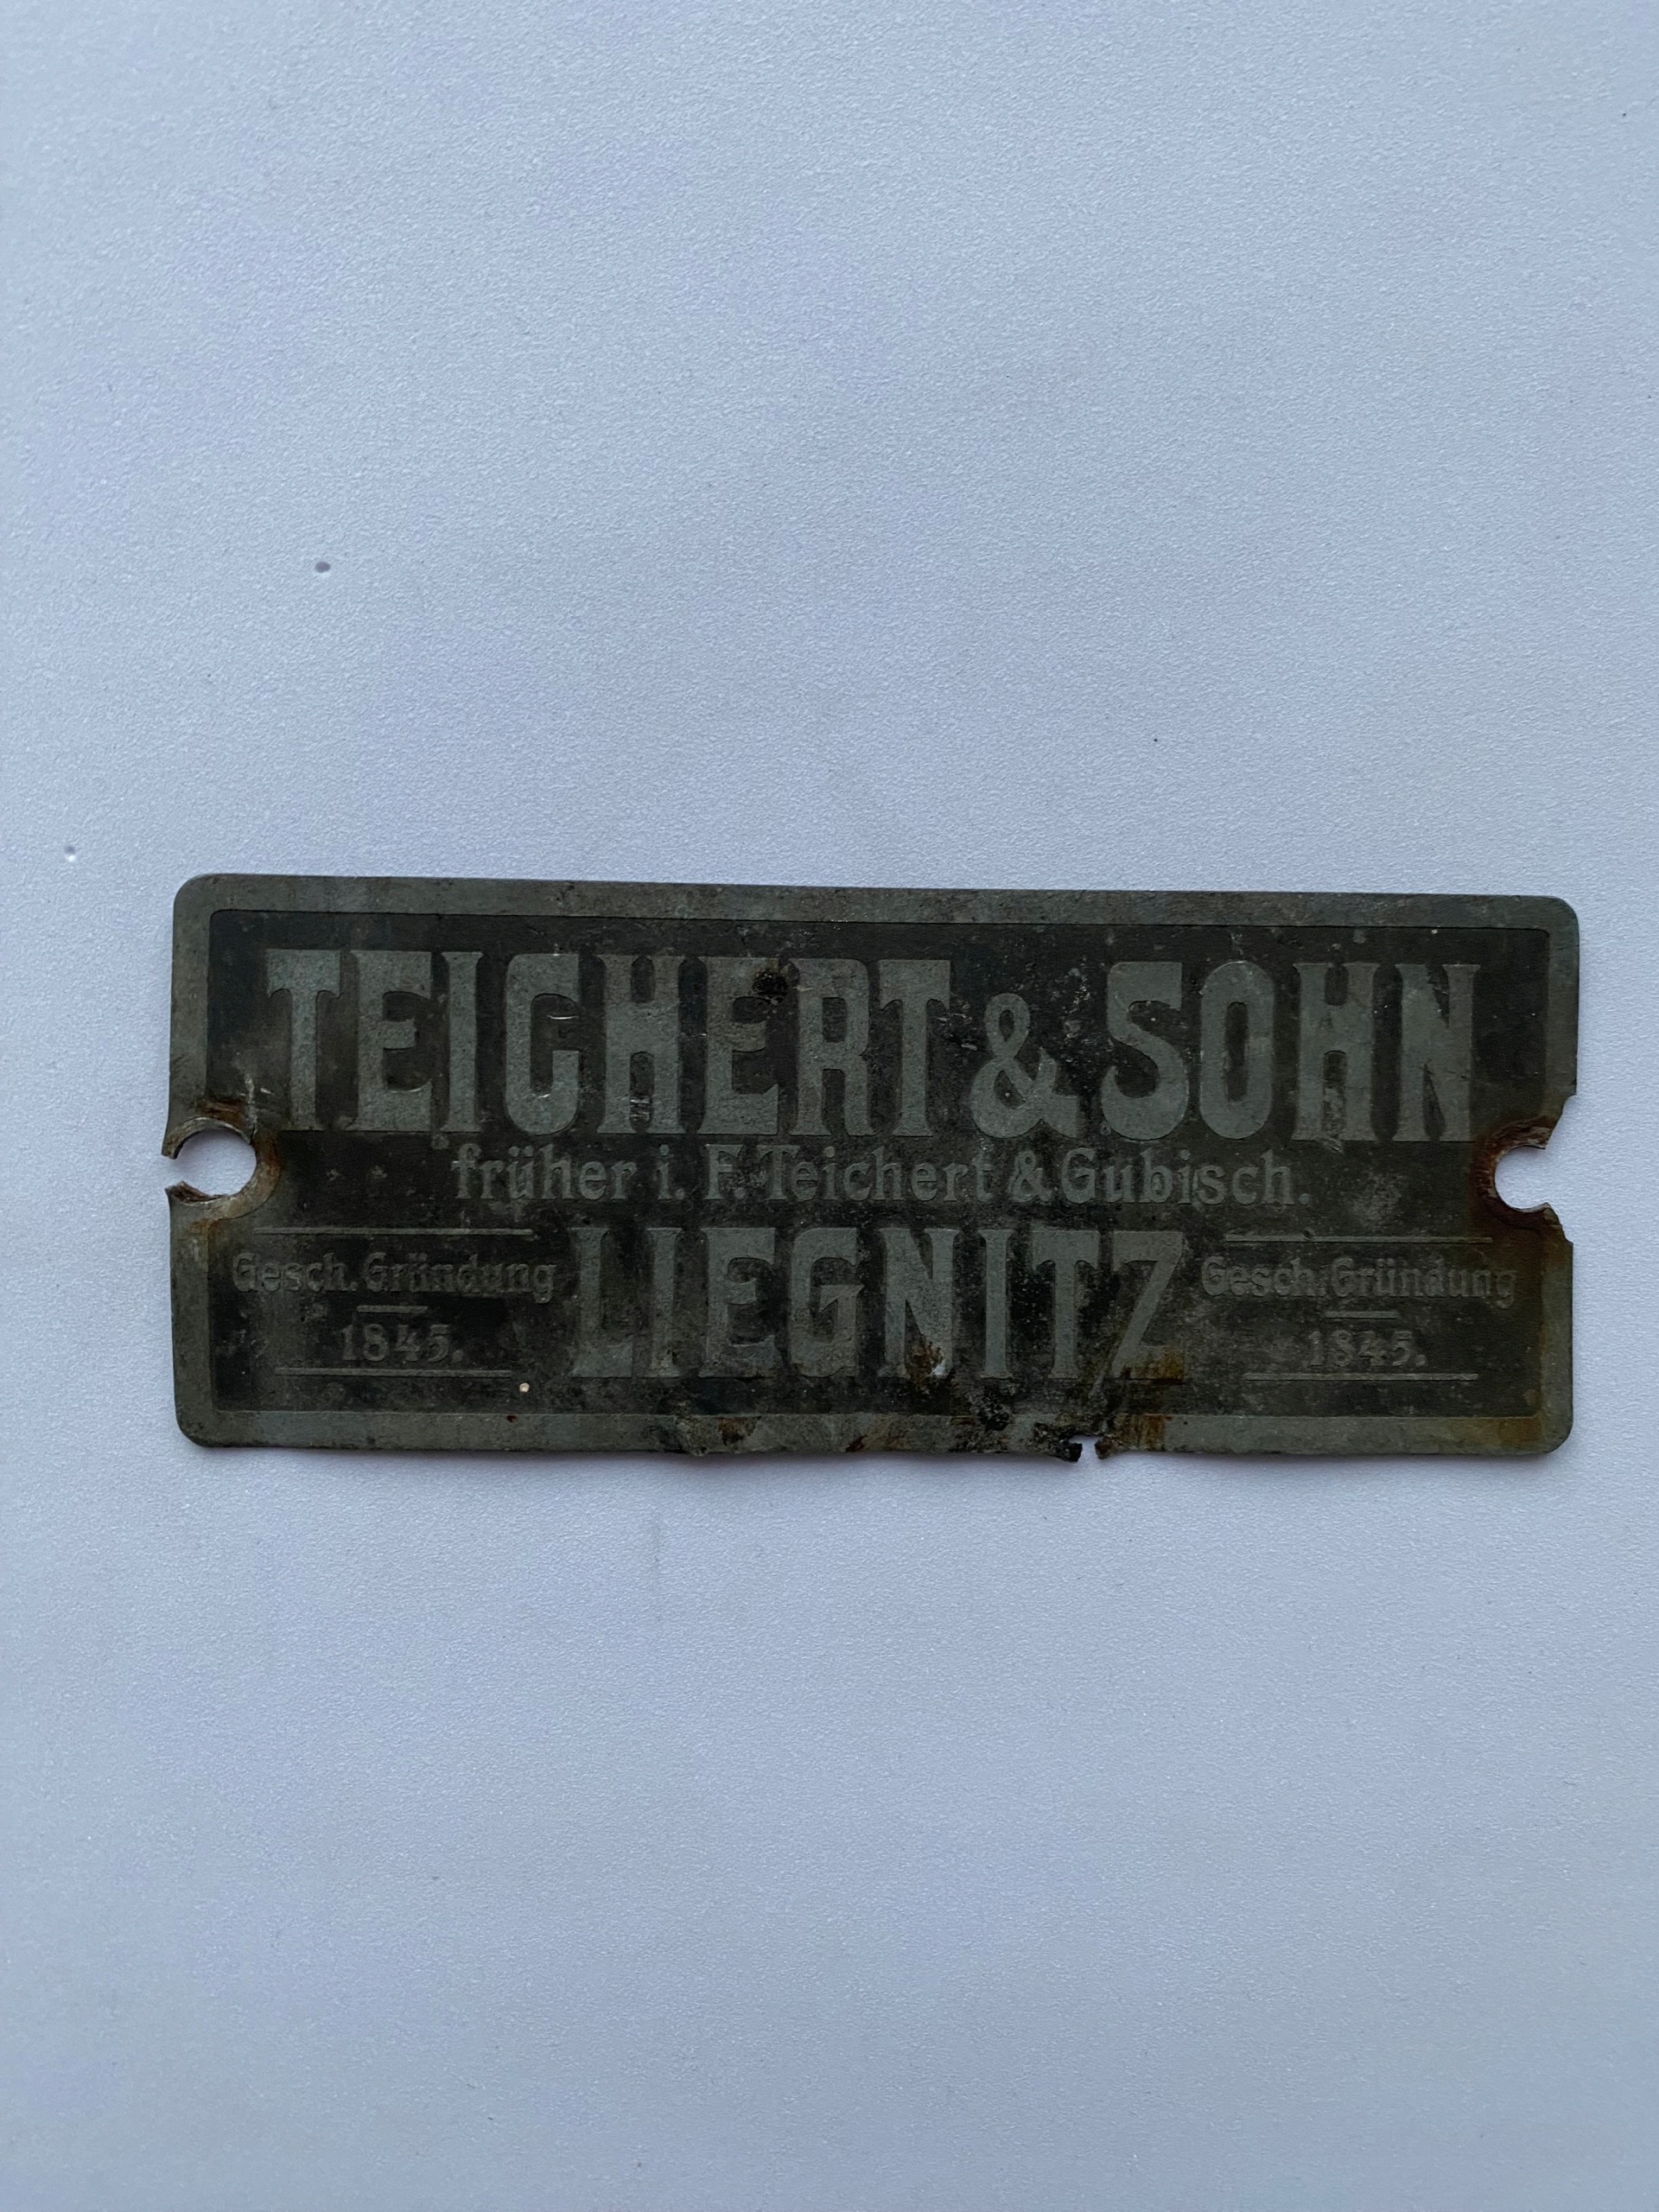 TEICHERT & SOHN
früher i. F. Teichert & Gubisch.
LIEGNITZ
Gesch. Gründung
1845.
Gesch. Gründung
1845.